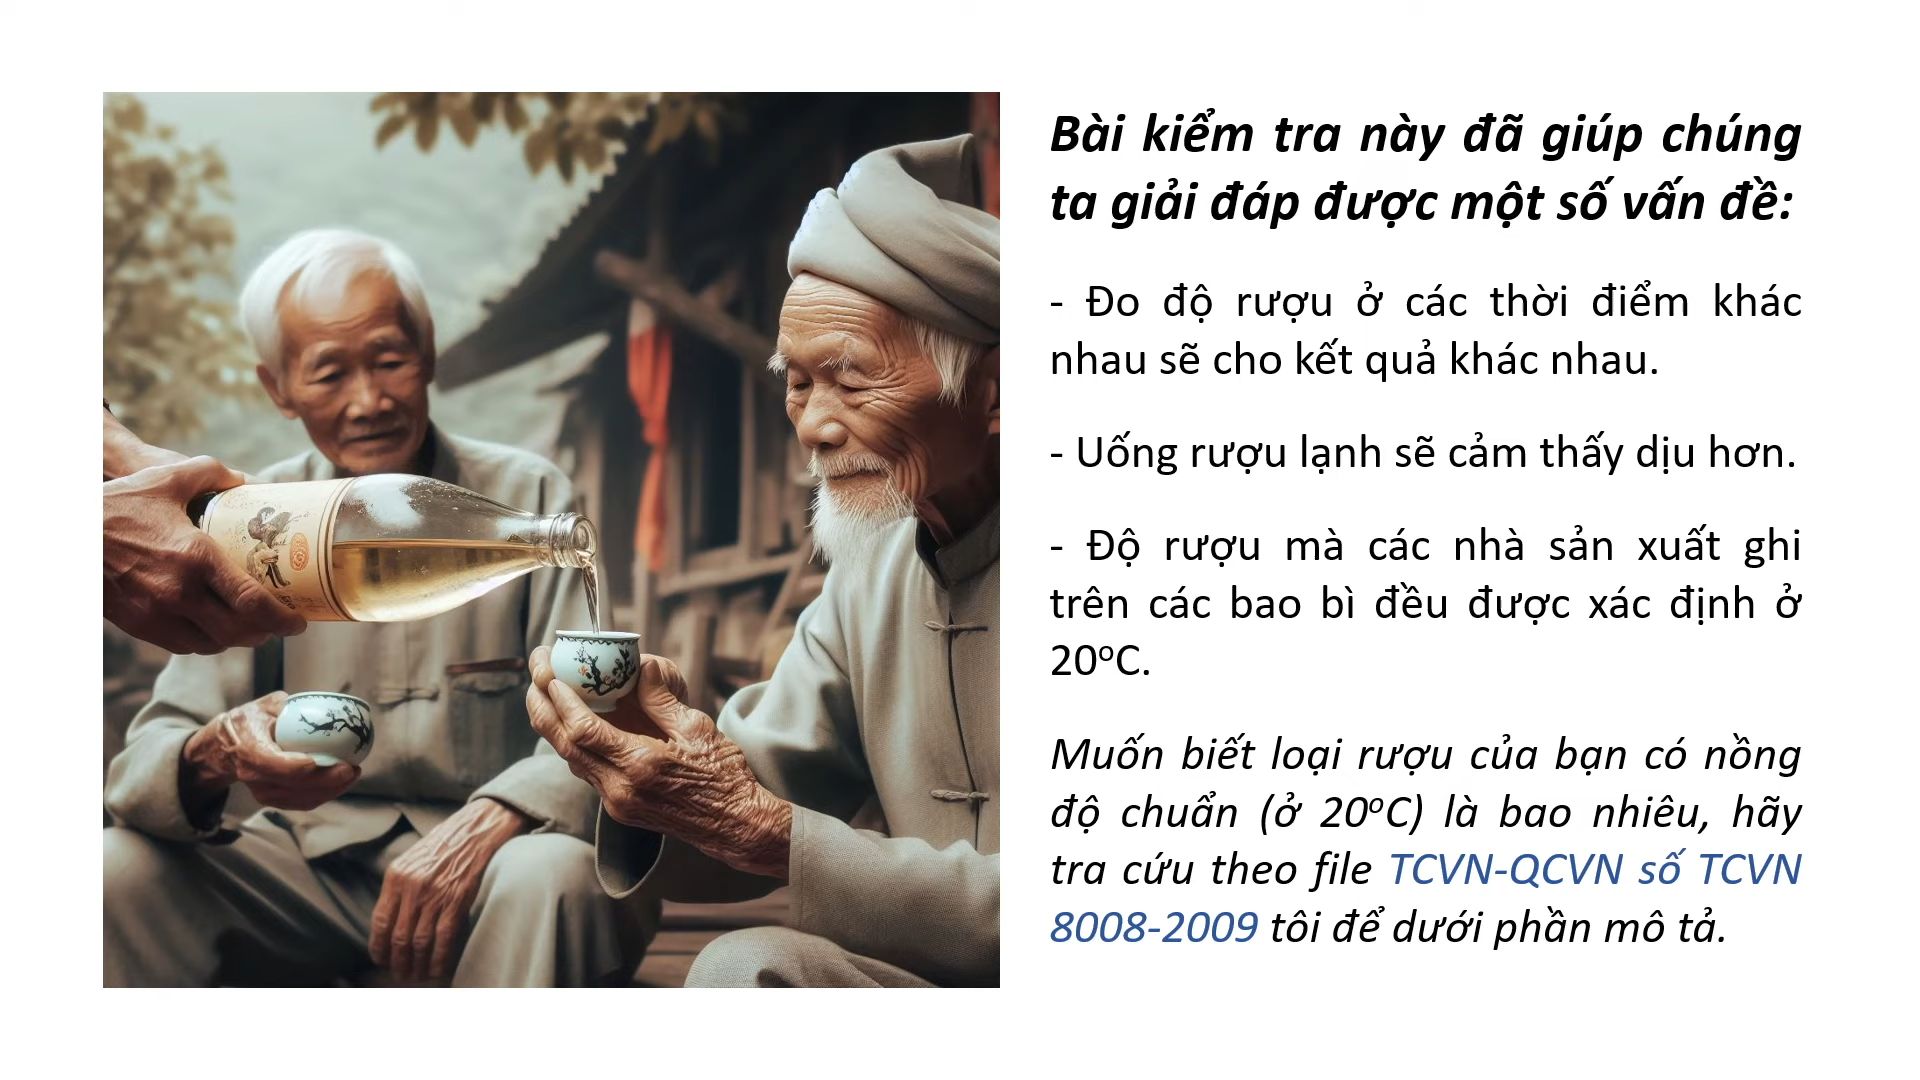 Bài kiểm tra này đã giúp chúng
ta giải đáp được một số vấn đề:
- Đo độ rượu ở các thời điểm khác
nhau sẽ cho kết quả khác nhau.
- Uống rượu lạnh sẽ cảm thấy dịu hơn.
- Độ rượu mà các nhà sản xuất ghi
trên các bao bì đều được xác định ở
20ºC.
Muốn biết loại rượu của bạn có nồng
độ chuẩn (ở 20ºC) là bao nhiêu, hãy
tra cứu theo file TCVN-QCVN số TCVN
8008-2009 tôi để dưới phần mô tả.